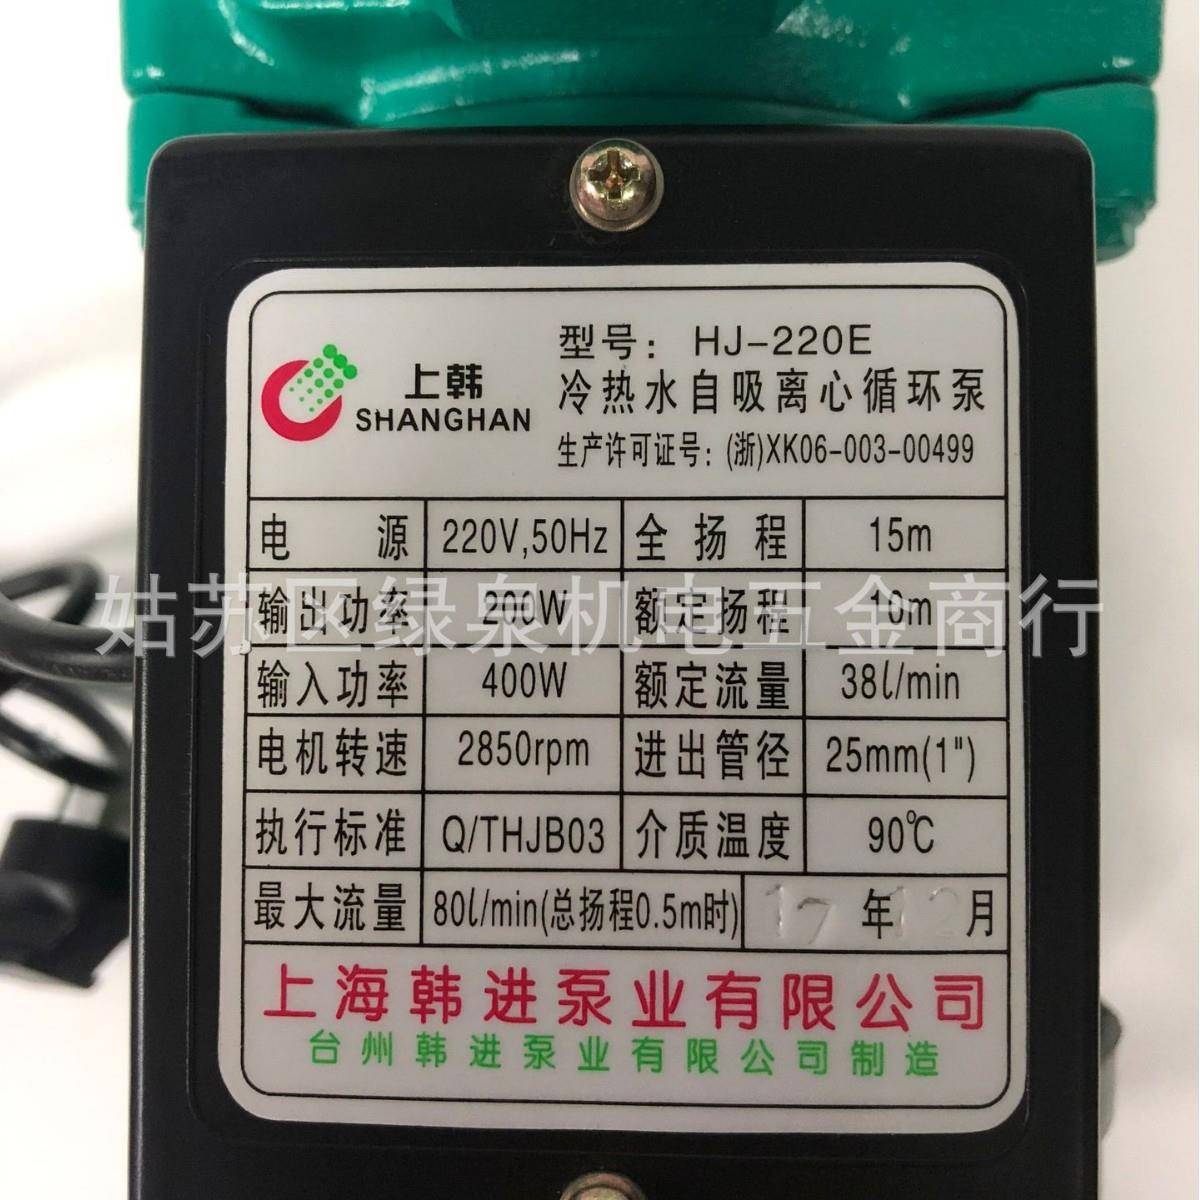 上韩
SHANGHAN
型号: HJ-220E
冷热水自吸离心循环泵
生产许可证号: (浙)XK06-003-00499
电 源 220V,50Hz 全扬程 15m
输出功率 200W 额定扬程 10m
姑苏区绿泉机电五金商行
输入功率 400W 额定流量 38l/min
电机转速 2850rpm 进出管径 25mm(1")
执行标准 Q/THJB03 介质温度 90℃
最大流量 80l/min(总扬程0.5m时) 17年12月
上海韩进泵业有限公司
台州韩进泵业有限公司制造